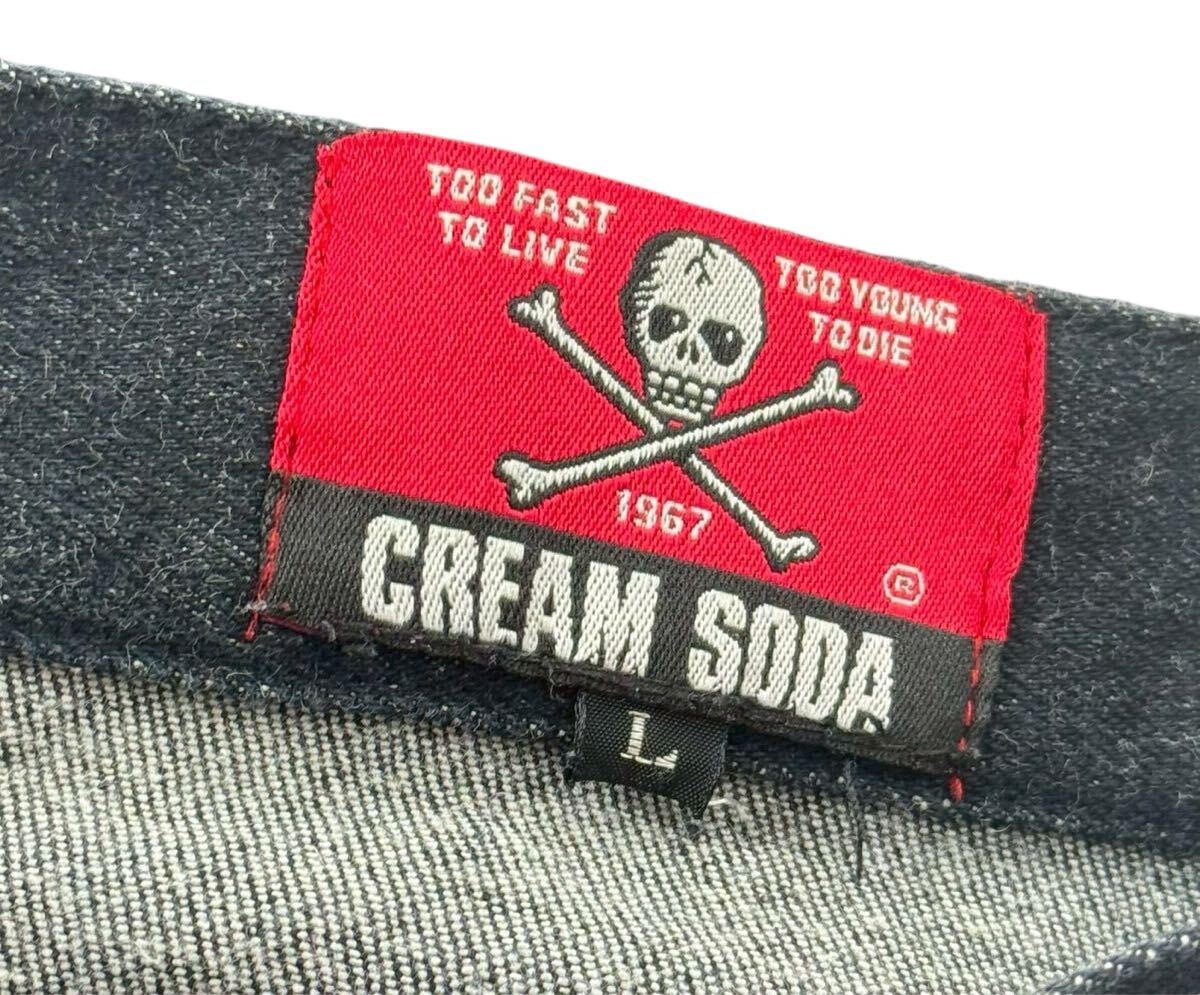 TOO FAST
TO LIVE
TOO YOUNG
TO DIE
1967
®
CREAM SODA
L